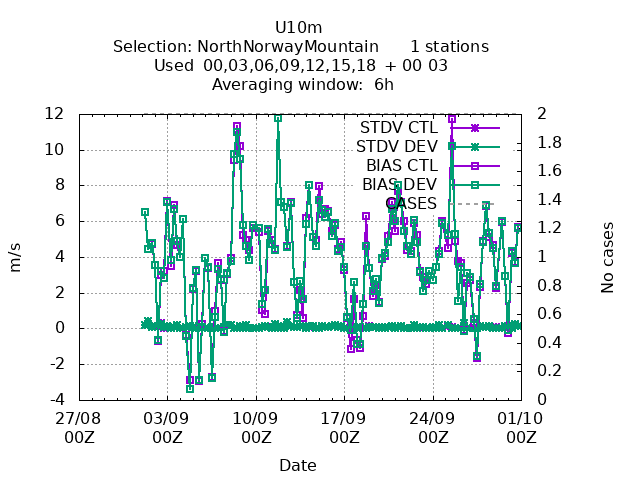 U10m
Selection: NorthNorwayMountain 1 stations
Used 00,03,06,09,12,15,18 + 00 03
Averaging window: 6h
STDV CTL
STDV DEV
BIAS CTL
BIAS DEV
CASES
12
10
8
6
4
2
0
-2
-4
m/s
2
1.8
1.6
1.4
1.2
1
0.8
0.6
0.4
0.2
0
No cases
27/08 03/09 10/09 17/09 24/09 01/10
00Z 00Z 00Z 00Z 00Z 00Z
Date